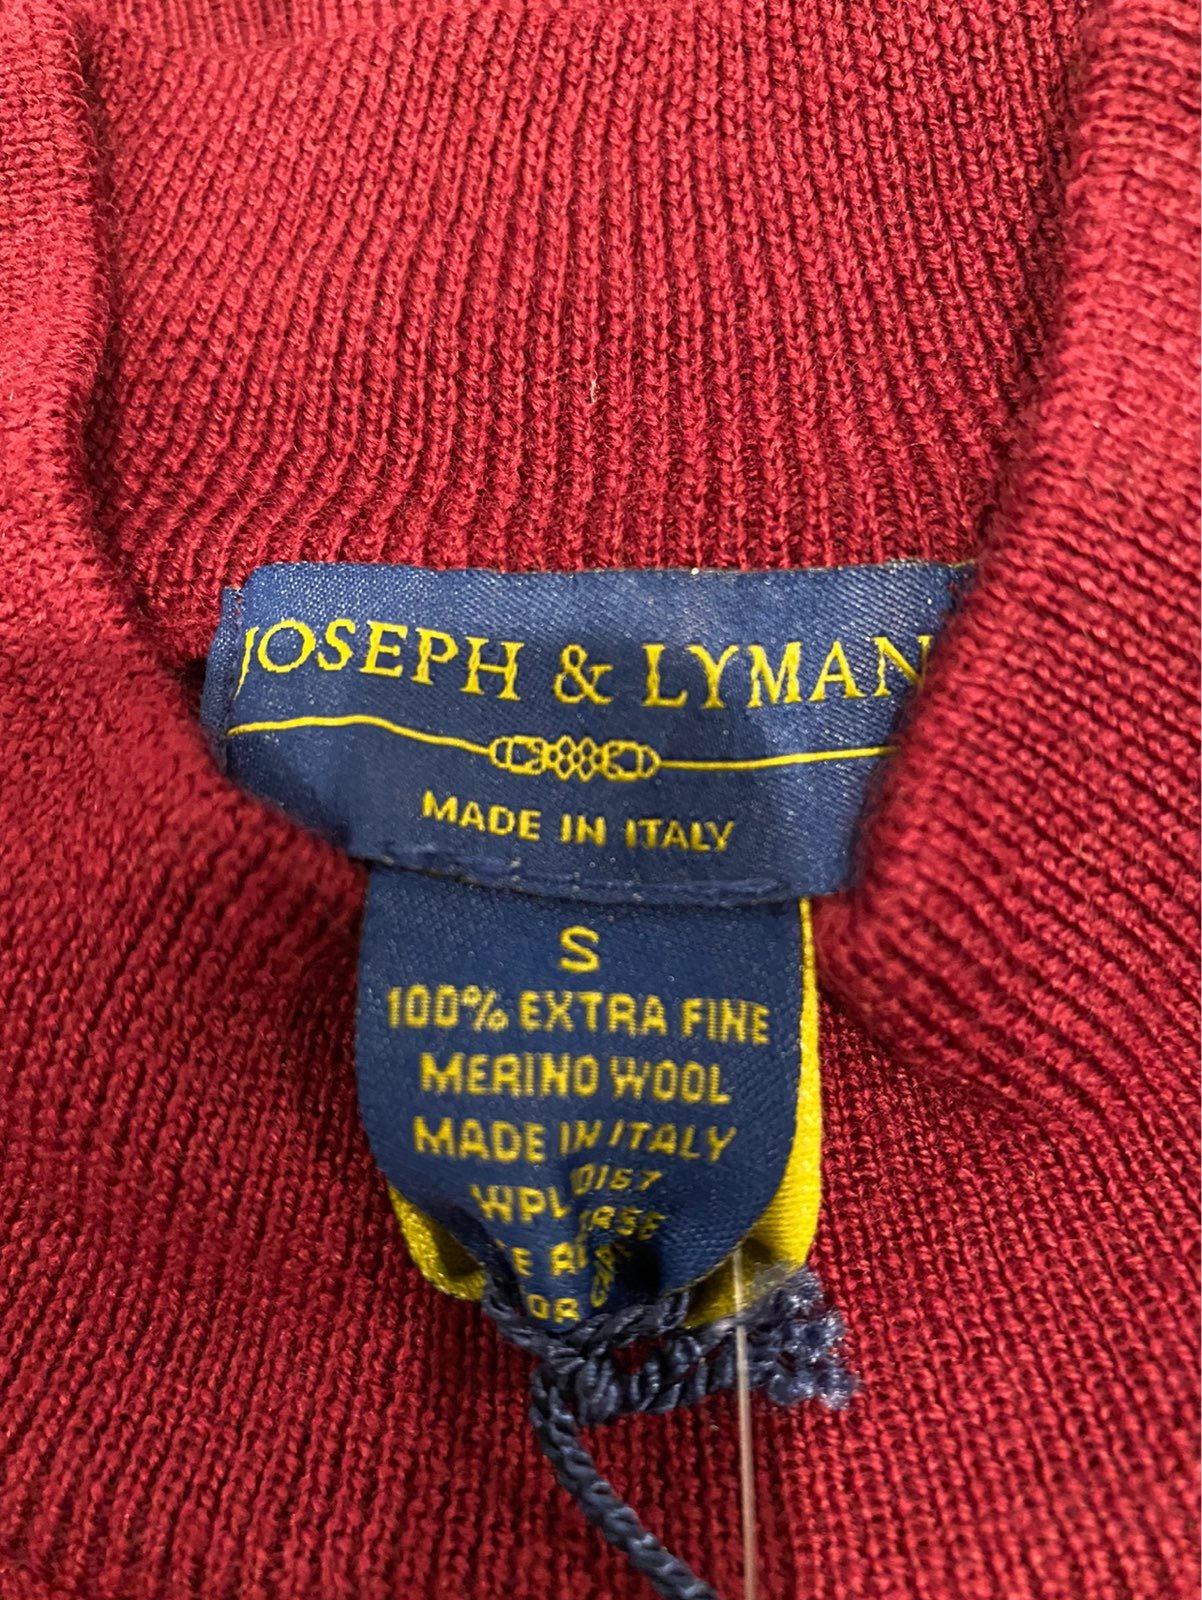 JOSEPH & LYMAN
MADE IN ITALY
S
100% EXTRA FINE
MERINO WOOL
MADE IN ITALY